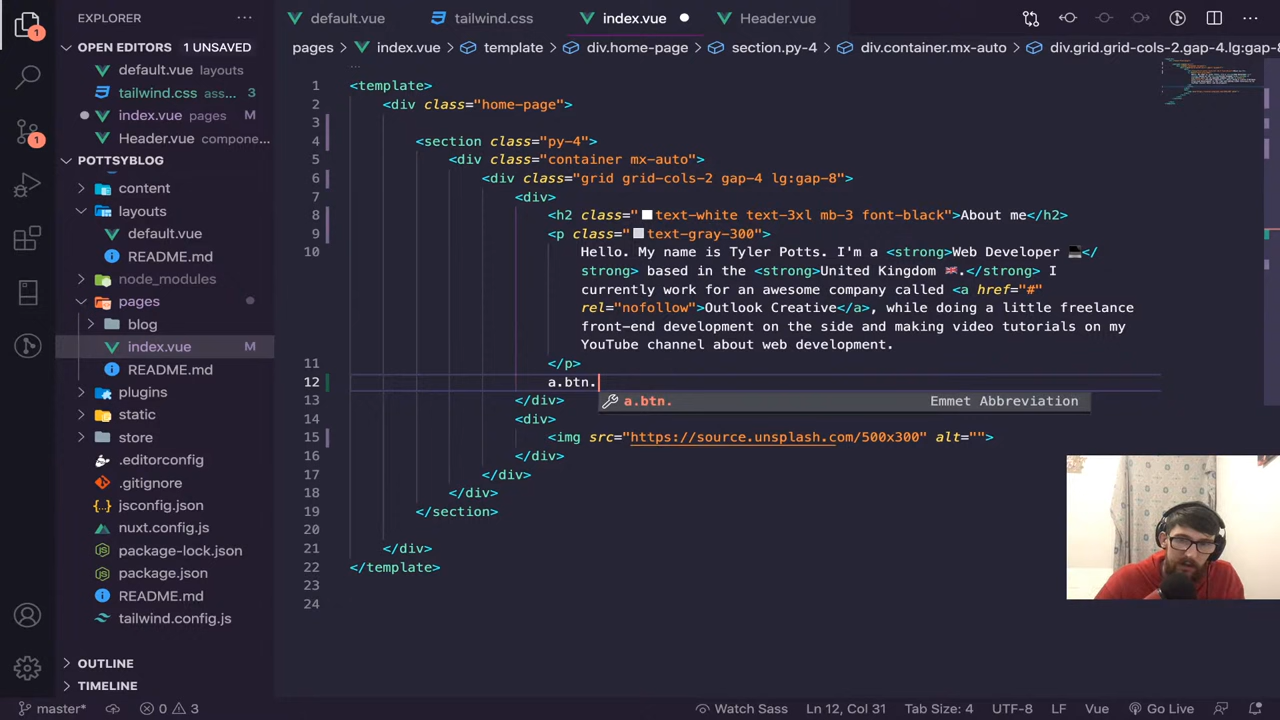 EXPLORER
OPEN EDITORS 1 UNSAVED
default.vue layouts
tailwind.css ass... 3
index.vue pages M
Header.vue compone...
POTTSYBLOG
content
layouts
default.vue
README.md
node_modules
pages
blog
index.vue M
README.md
plugins
static
store
.editorconfig
.gitignore
jsconfig.json
nuxt.config.js
package-lock.json
package.json
README.md
tailwind.config.js
OUTLINE
TIMELINE
1
1
default.vue tailwind.css index.vue Header.vue
pages > index.vue > template > div.home-page > section.py-4 > div.container.mx-auto > div.grid.grid-cols-2.gap-4.lg:gap-8
1 <template>
2 <div class="home-page">
3
4 <section class="py-4">
5 <div class="container mx-auto">
6 <div class="grid grid-cols-2 gap-4 lg:gap-8">
7 <div>
8 <h2 class="text-white text-3xl mb-3 font-black">About me</h2>
9 <p class="text-gray-300">
10 Hello. My name is Tyler Potts. I'm a <strong>Web Developer 💻</
strong> based in the <strong>United Kingdom 🇬🇧.</strong> I
currently work for an awesome company called <a href="#"
rel="nofollow">Outlook Creative</a>, while doing a little freelance
front-end development on the side and making video tutorials on my
YouTube channel about web development.
11 </p>
12 a.btn.
a.btn. Emmet Abbreviation
13 </div>
14 <div>
15 <img src="https://source.unsplash.com/500x300" alt="">
16 </div>
17 </div>
18 </div>
19 </section>
20
21 </div>
22 </template>
23
24
master* 0 3 Watch Sass Ln 12, Col 31 Tab Size: 4 UTF-8 LF Vue Go Live